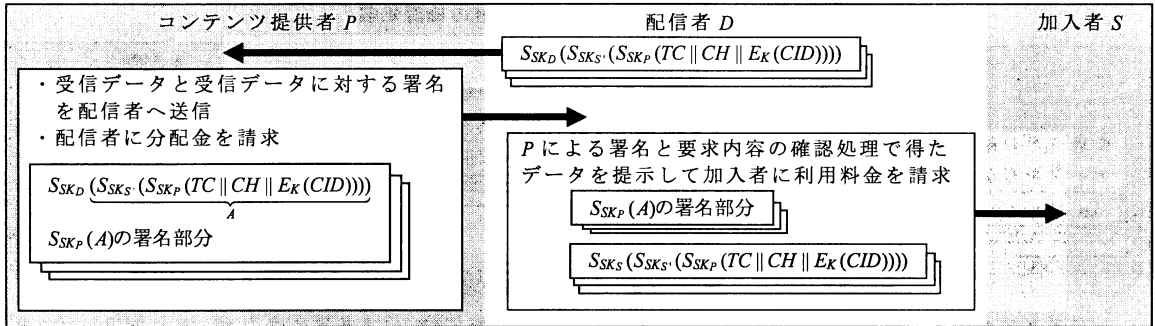 コンテンツ提供者 P
配信者 D
加入者 S
S_{SK_D}(S_{SK_{S'}}(S_{SK_P}(TC || CH || E_K(CID))))
・受信データと受信データに対する署名
を配信者へ送信
・配信者に分配金を請求
S_{SK_D}(S_{SK_{S'}}(S_{SK_P}(TC || CH || E_K(CID))))
A
S_{SK_P}(A)の署名部分
Pによる署名と要求内容の確認処理で得た
データを提示して加入者に利用料金を請求
S_{SK_P}(A)の署名部分
S_{SK_S}(S_{SK_{S'}}(S_{SK_P}(TC || CH || E_K(CID))))